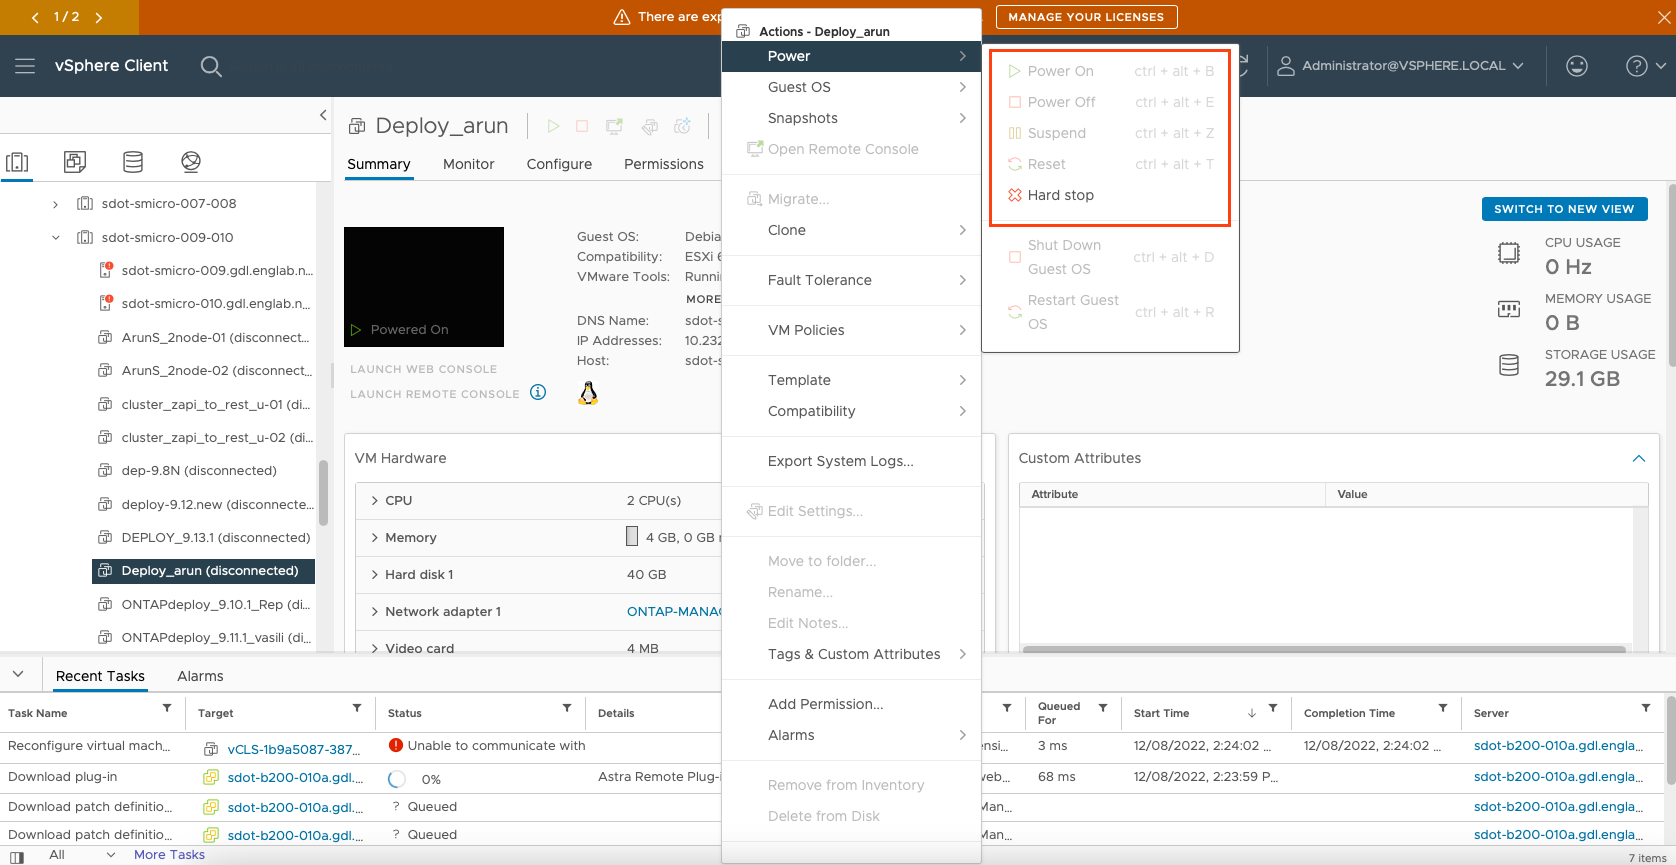 1 / 2
There are exp
MANAGE YOUR LICENSES
vSphere Client
Administrator@VSPHERE.LOCAL
sdot-smicro-007-008
sdot-smicro-009-010
sdot-smicro-009.gdl.englab.n...
sdot-smicro-010.gdl.englab.n...
ArunS_2node-01 (disconnect...
ArunS_2node-02 (disconnect...
cluster_zapi_to_rest_u-01 (di...
cluster_zapi_to_rest_u-02 (di...
dep-9.8N (disconnected)
deploy-9.12.new (disconnecte...
DEPLOY_9.13.1 (disconnected)
Deploy_arun (disconnected)
ONTAPdeploy_9.10.1_Rep (di...
ONTAPdeploy_9.11.1_vasili (di...
Deploy_arun
Summary Monitor Configure Permissions
Powered On
LAUNCH WEB CONSOLE
LAUNCH REMOTE CONSOLE
Guest OS: Debia
Compatibility: ESXi 6
VMware Tools: Runni
MORE
DNS Name: sdot-s
IP Addresses: 10.232
Host: sdot-s
VM Hardware
CPU 2 CPU(s)
Memory 4 GB, 0 GB
Hard disk 1 40 GB
Network adapter 1 ONTAP-MANA
Video card 4 MB
Actions - Deploy_arun
Power
Guest OS
Snapshots
Open Remote Console
Migrate...
Clone
Fault Tolerance
VM Policies
Template
Compatibility
Export System Logs...
Edit Settings...
Move to folder...
Rename...
Edit Notes...
Tags & Custom Attributes
Add Permission...
Alarms
Remove from Inventory
Delete from Disk
Power On ctrl + alt + B
Power Off ctrl + alt + E
Suspend ctrl + alt + Z
Reset ctrl + alt + T
Hard stop
Shut Down
Guest OS ctrl + alt + D
Restart Guest
OS ctrl + alt + R
SWITCH TO NEW VIEW
CPU USAGE
0 Hz
MEMORY USAGE
0 B
STORAGE USAGE
29.1 GB
Custom Attributes
Attribute Value
Recent Tasks Alarms
Task Name Target Status Details Queued For Start Time Completion Time Server
Reconfigure virtual mach... vCLS-1b9a5087-387... Unable to communicate with ensi... 3 ms 12/08/2022, 2:24:02 ... 12/08/2022, 2:24:02 ... sdot-b200-010a.gdl.engla...
Download plug-in sdot-b200-010a.gdl.... 0% Astra Remote Plug-i web... 68 ms 12/08/2022, 2:23:59 P... sdot-b200-010a.gdl.engla...
Download patch definitio... sdot-b200-010a.gdl.... ? Queued Man... sdot-b200-010a.gdl.engla...
Download patch definitio... sdot-b200-010a.gdl.... ? Queued Man... sdot-b200-010a.gdl.engla...
All More Tasks
7 items